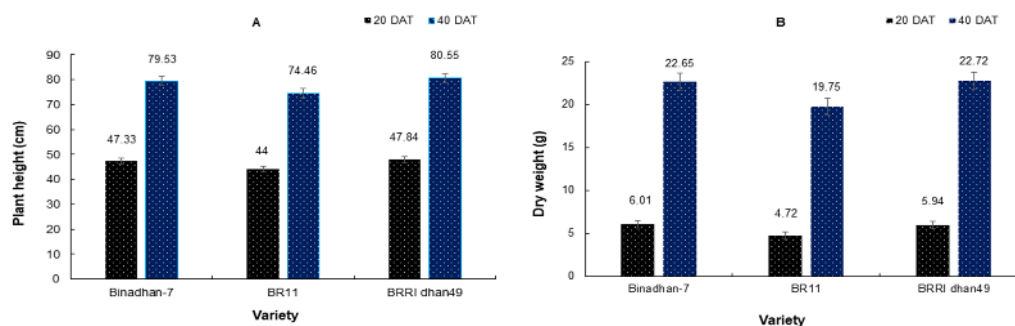 A
20 DAT 40 DAT
Plant height (cm)
90
80
70
60
50
40
30
20
10
0
47.33
79.53
44
74.46
47.84
80.55
Binadhan-7 BR11 BRRI dhan49
Variety
B
20 DAT 40 DAT
Dry weight (g)
25
20
15
10
5
0
6.01
22.65
4.72
19.75
5.94
22.72
Binadhan-7 BR11 BRRI dhan49
Variety